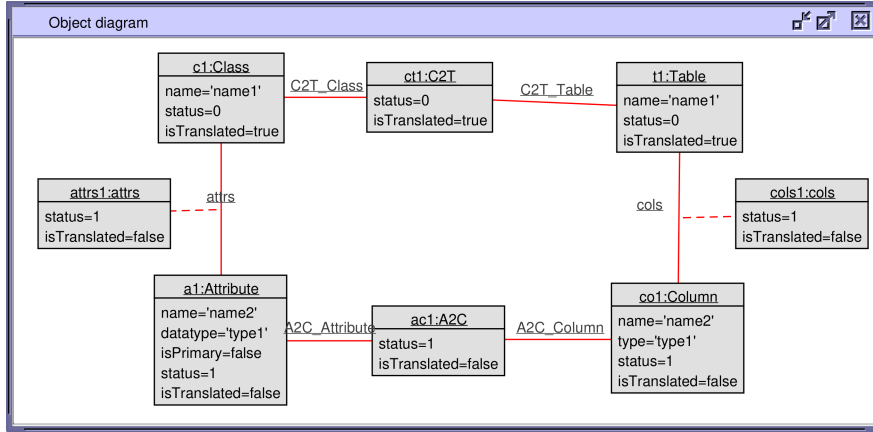 Object diagram
c1:Class
name='name1'
status=0
isTranslated=true
C2T_Class
ct1:C2T
status=0
isTranslated=true
C2T_Table
t1:Table
name='name1'
status=0
isTranslated=true
attrs1:attrs
status=1
isTranslated=false
attrs
cols
cols1:cols
status=1
isTranslated=false
a1:Attribute
name='name2'
datatype='type1'
isPrimary=false
status=1
isTranslated=false
A2C_Attribute
ac1:A2C
status=1
isTranslated=false
A2C_Column
co1:Column
name='name2'
type='type1'
status=1
isTranslated=false